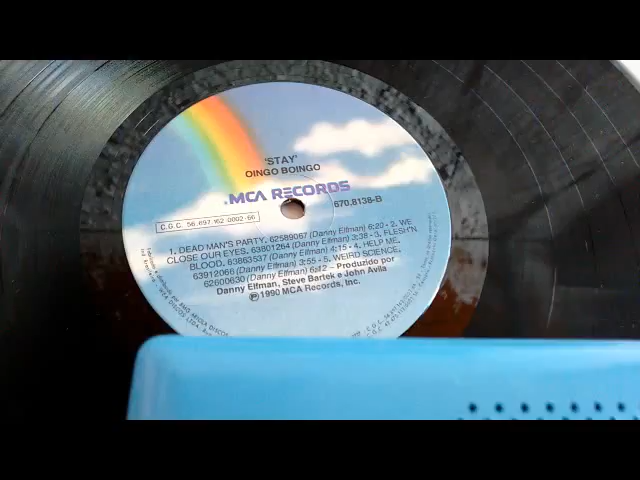 'STAY'
OINGO BOINGO
MCA RECORDS
670.8138-B
C.G.C. 56.697.162 0002-66
1. DEAD MAN'S PARTY. 62589067 (Danny Elfman) 6:20 - 2. WE
CLOSE OUR EYES. 63801264 (Danny Elfman) 3:38 - 3. FLESH'N
BLOOD. 63863537 (Danny Elfman) 4:15 - 4. HELP ME.
63912066 (Danny Elfman) 3:55 - 5. WEIRD SCIENCE.
62600630 (Danny Elfman) 6:12 - Produzido por
Danny Elfman, Steve Bartek e John Avila
Ⓟ 1990 MCA Records, Inc.